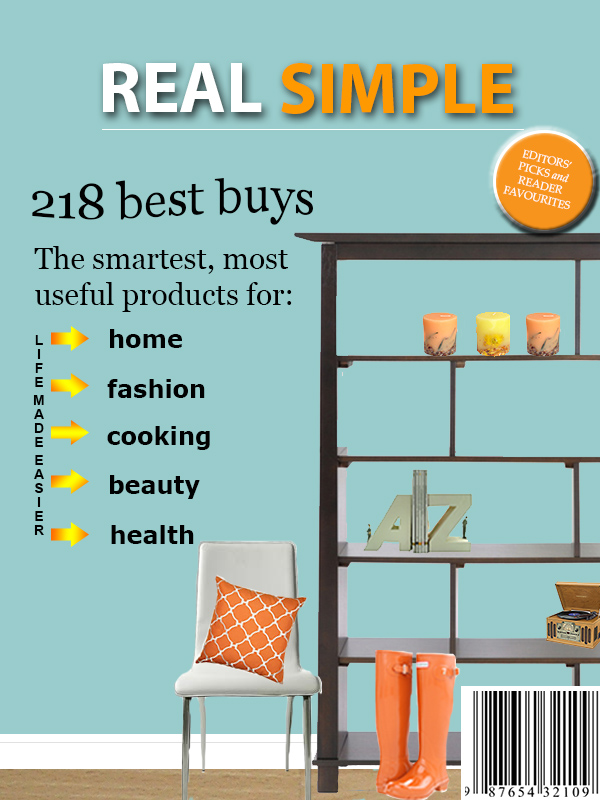 REAL SIMPLE
EDITORS'
PICKS and
READER
FAVOURITES
218 best buys
The smartest, most
useful products for:
LIFE MADE EASIER
home
fashion
cooking
beauty
health
A Z
9 87654 32109